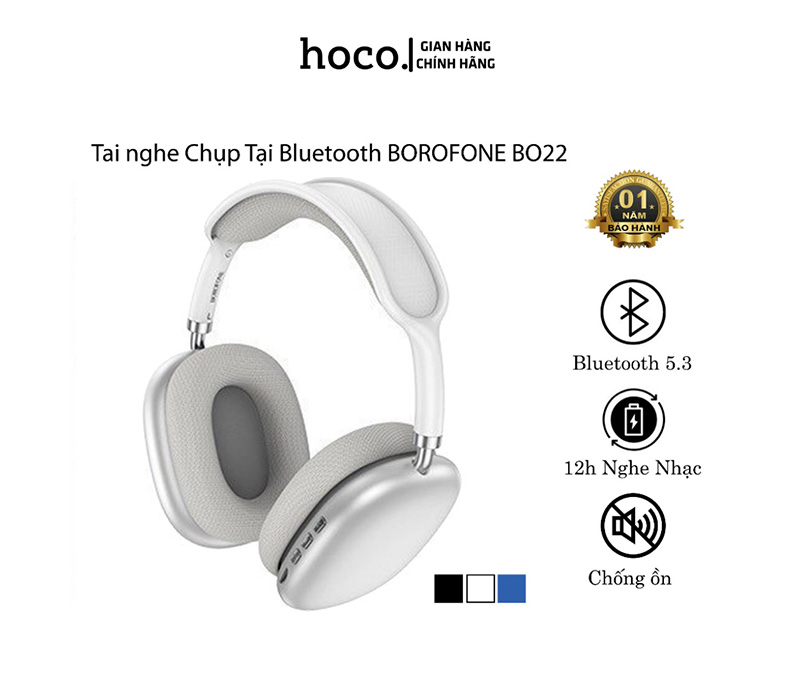 hoco.
GIAN HÀNG
CHÍNH HÃNG
Tai nghe Chụp Tại Bluetooth BOROFONE BO22
01
NĂM
BẢO HÀNH
BOROFONE
Bluetooth 5.3
12h Nghe Nhạc
Chống ồn